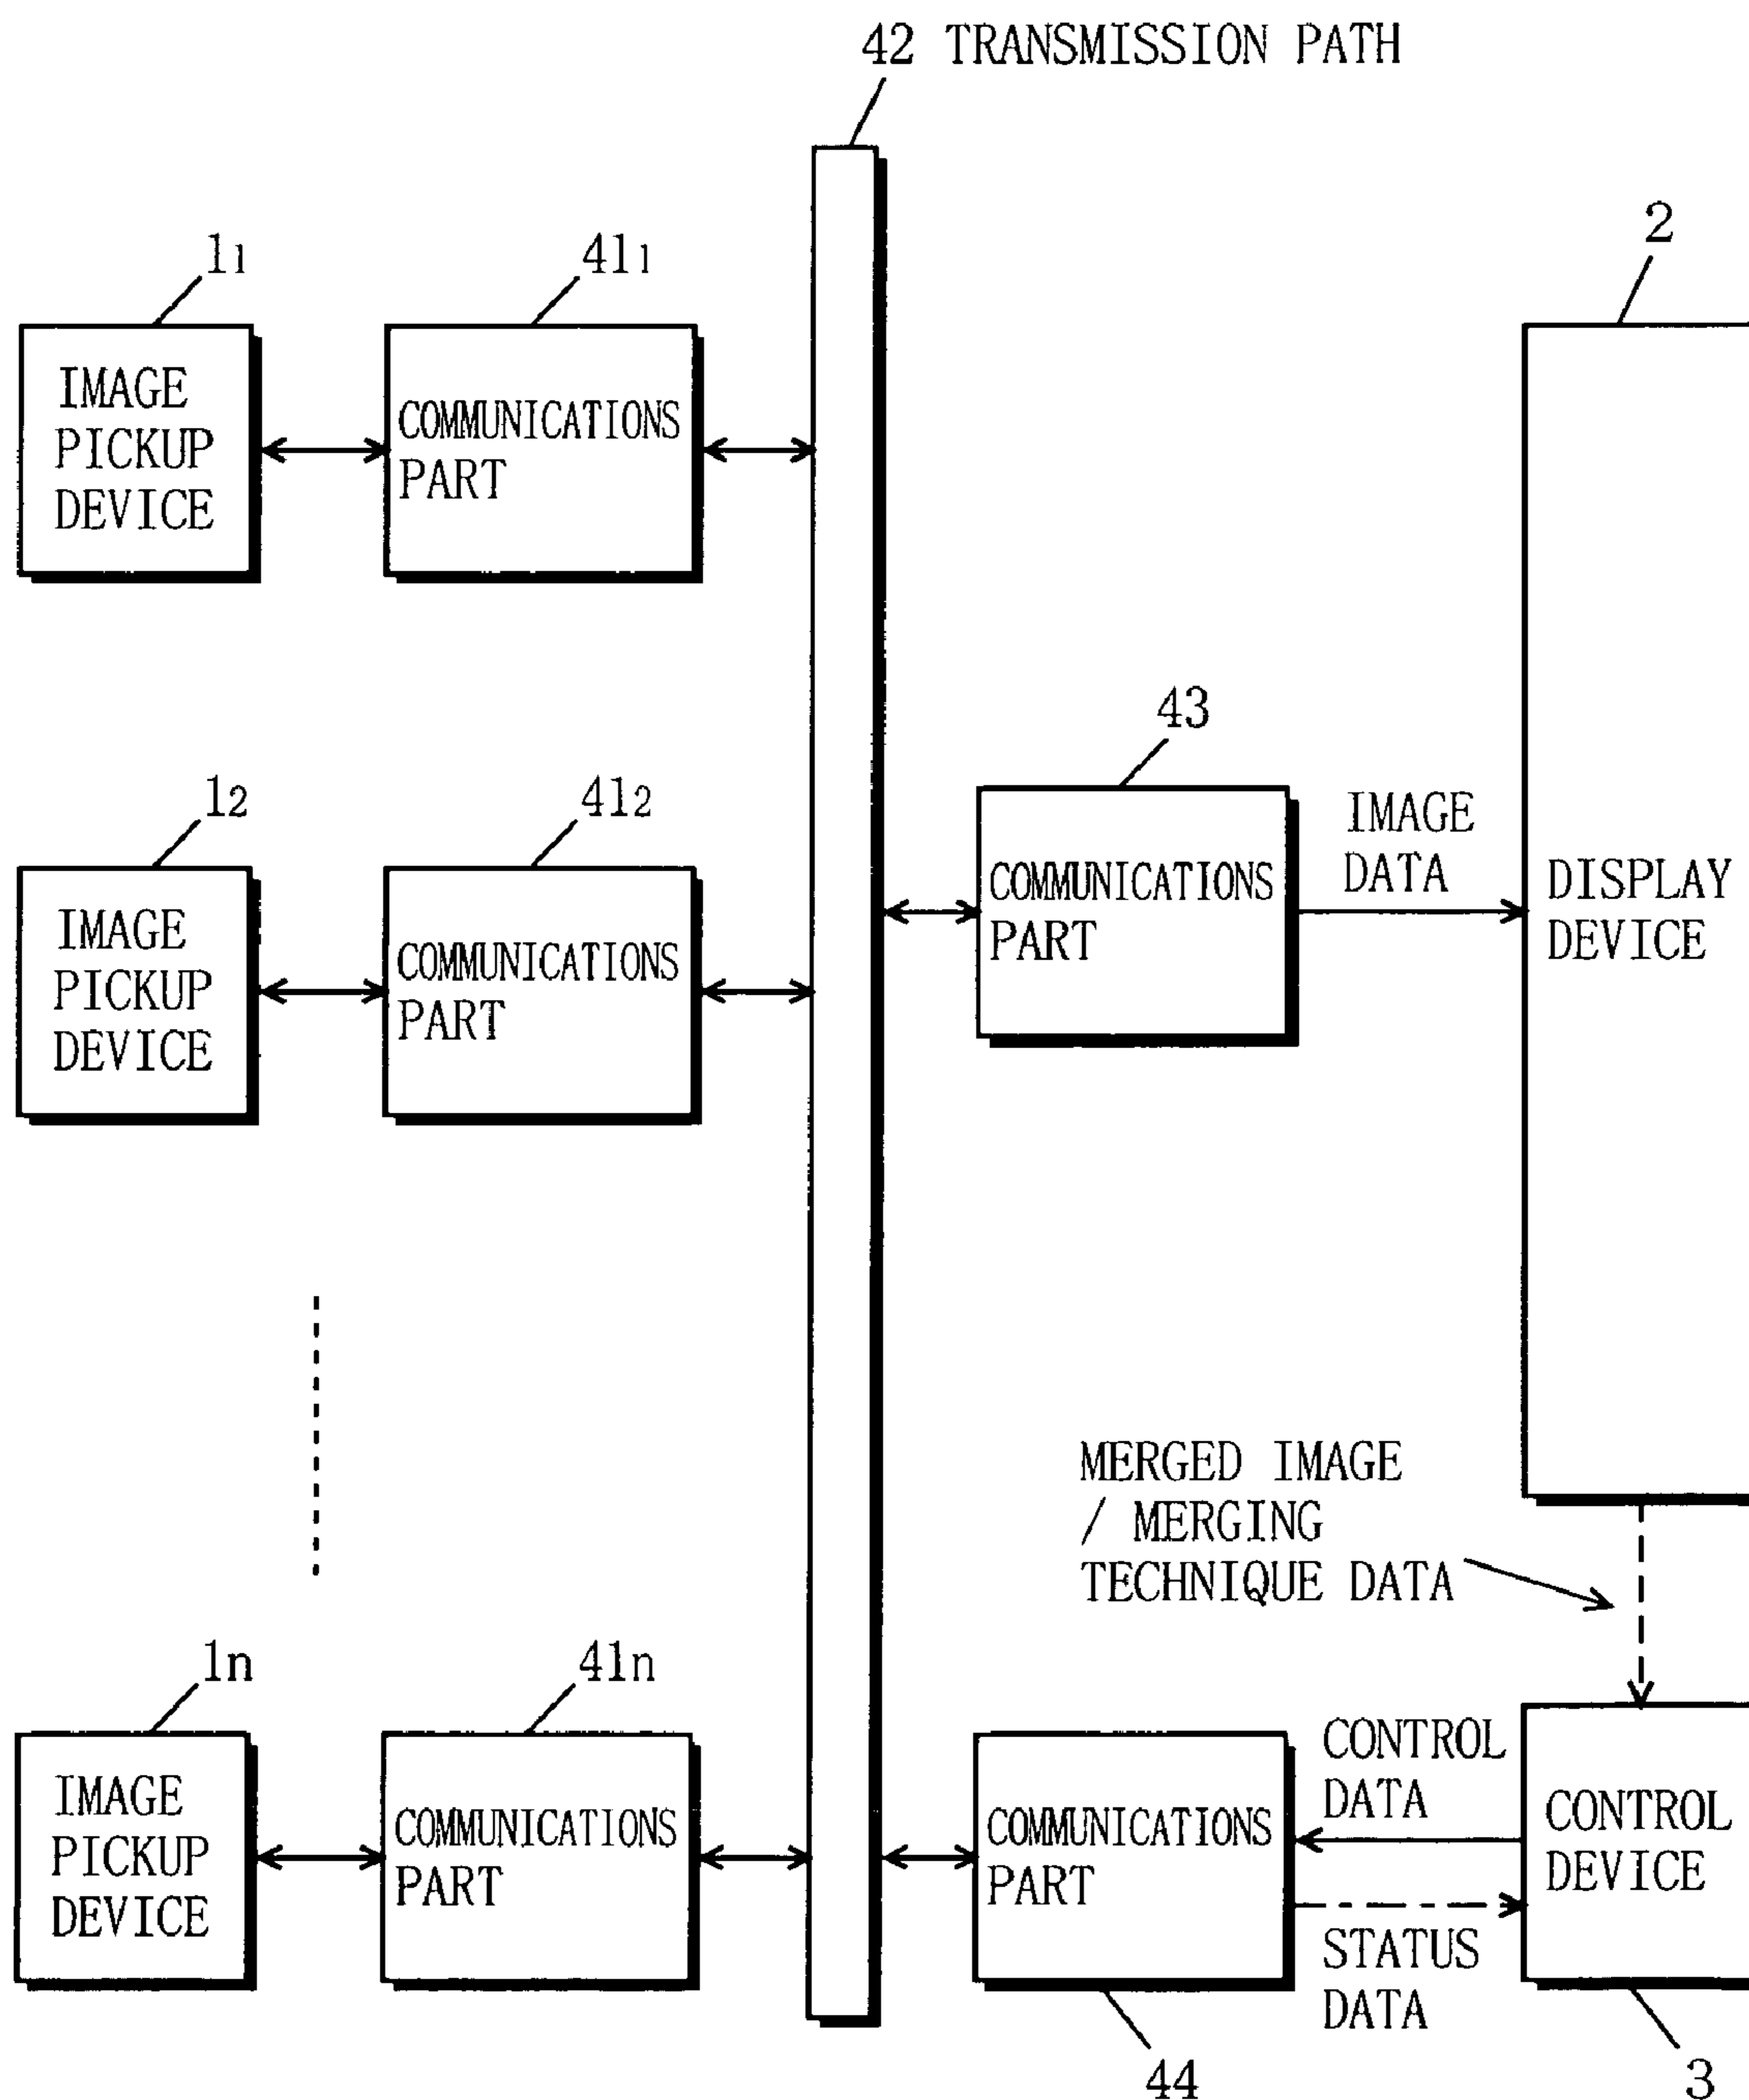 42 TRANSMISSION PATH
2
1₁
41₁
IMAGE
PICKUP
DEVICE
COMMUNICATIONS
PART
43
1₂
41₂
IMAGE
PICKUP
DEVICE
COMMUNICATIONS
PART
COMMUNICATIONS
PART
IMAGE
DATA
DISPLAY
DEVICE
MERGED IMAGE
/ MERGING
TECHNIQUE DATA
1n
41n
IMAGE
PICKUP
DEVICE
COMMUNICATIONS
PART
COMMUNICATIONS
PART
CONTROL
DATA
CONTROL
DEVICE
STATUS
DATA
44
3